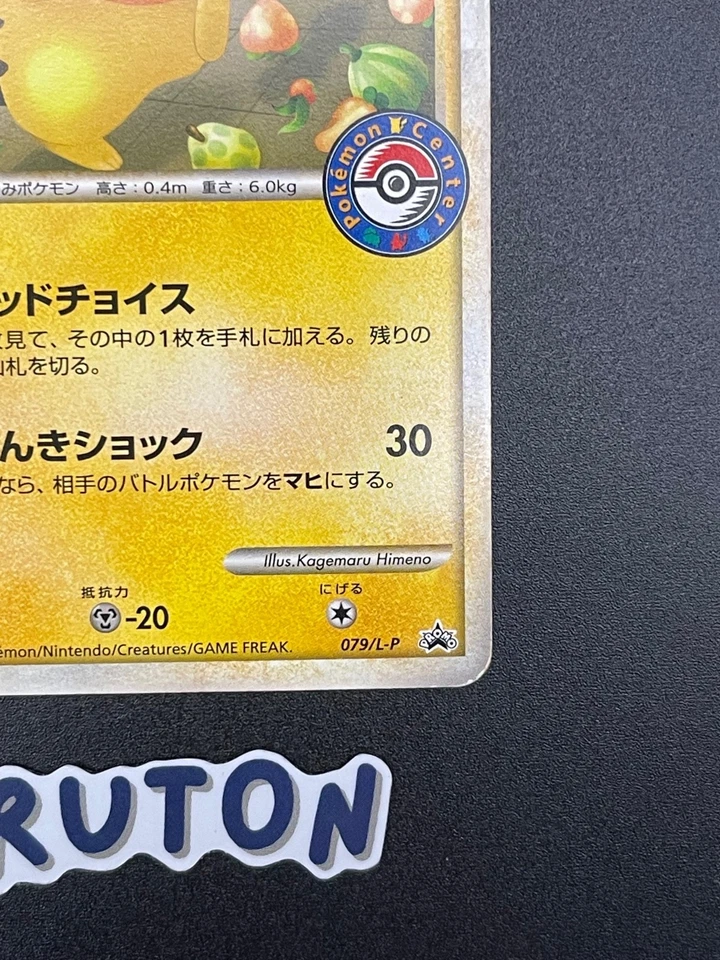 Pokémon Center
みポケモン 高さ:0.4m 重さ:6.0kg
ッドチョイス
見て、その中の1枚を手札に加える。残りの
山札を切る。
んきショック 30
なら、相手のバトルポケモンをマヒにする。
Illus.Kagemaru Himeno
抵抗力 にげる
-20
émon/Nintendo/Creatures/GAME FREAK. 079/L-P PROMO
RUTON